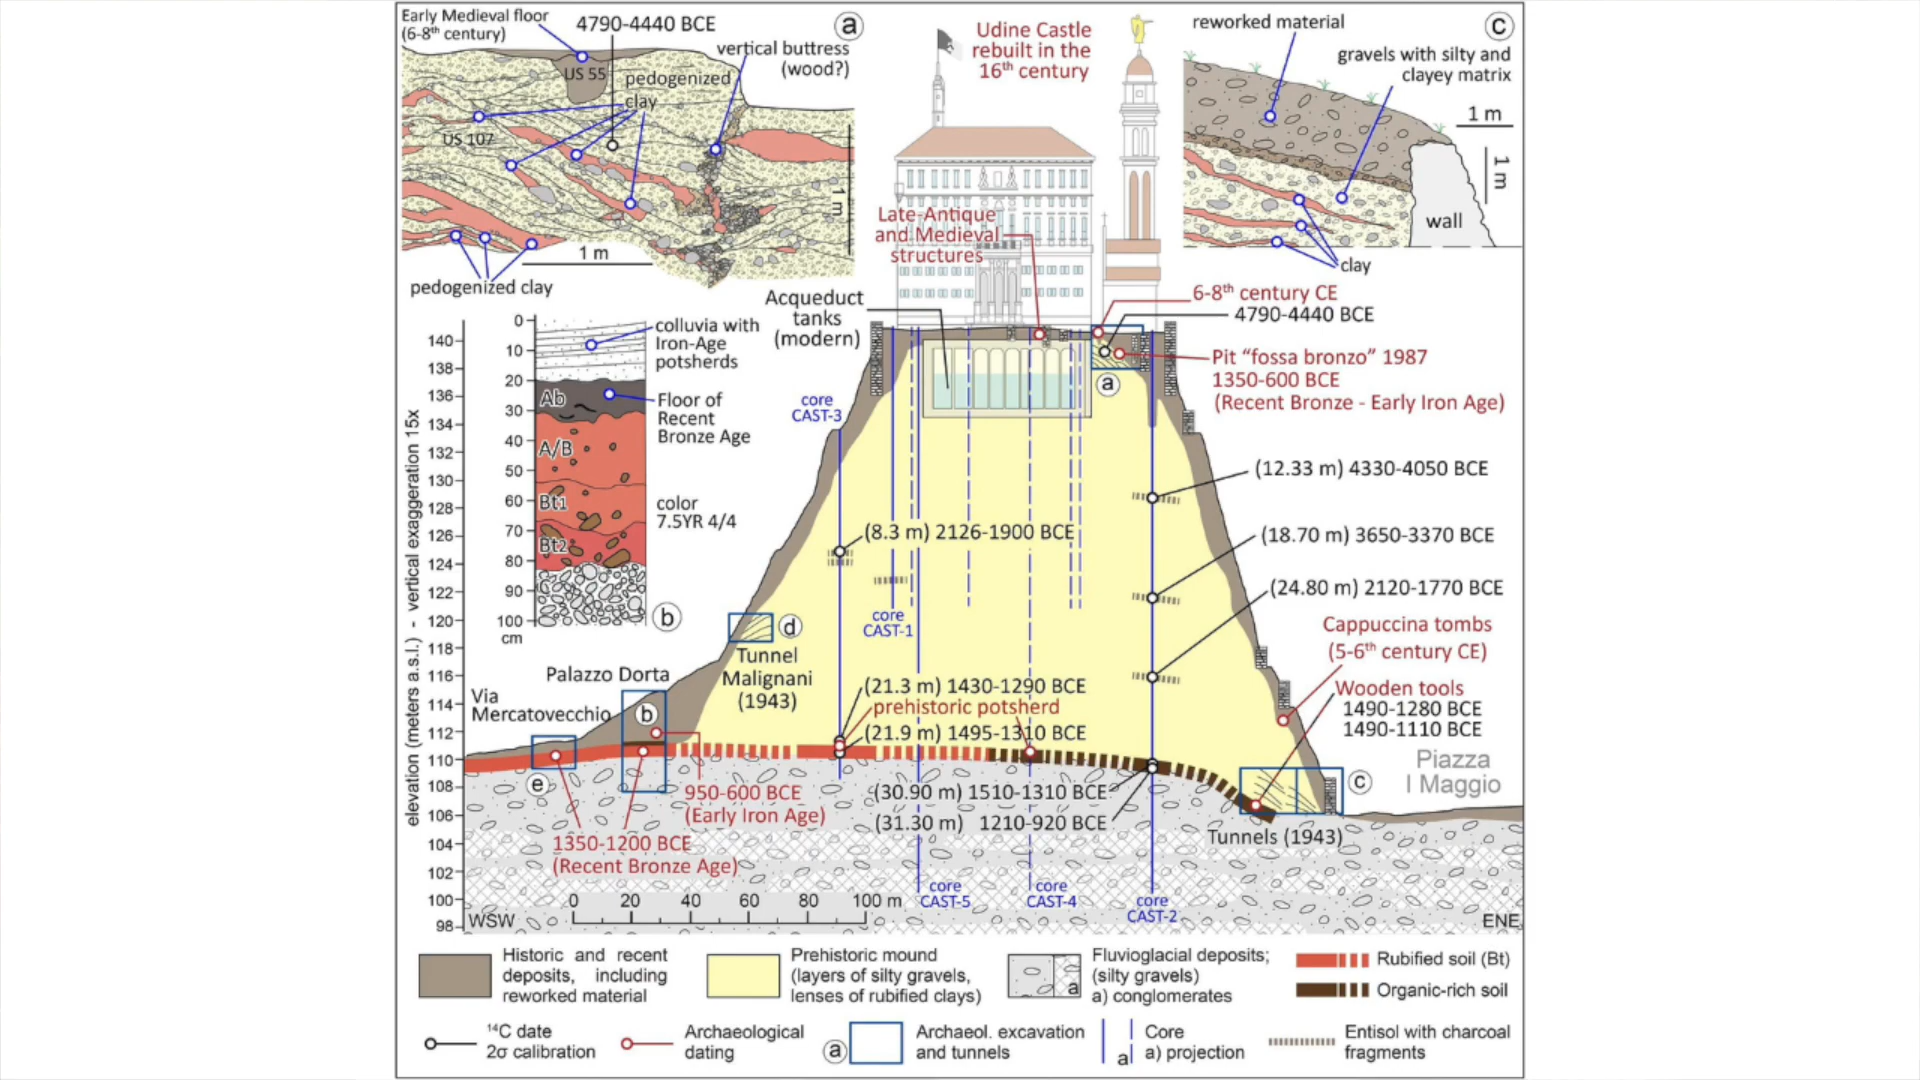 Early Medieval floor
(6-8th century)
4790-4440 BCE
a
vertical buttress
(wood?)
US 55
pedogenized
clay
US 107
1 m
1 m
pedogenized clay
Udine Castle
rebuilt in the
16th century
reworked material
c
gravels with silty and
clayey matrix
1 m
1 m
wall
clay
Late-Antique
and Medieval
structures
Acqueduct
tanks
(modern)
6-8th century CE
4790-4440 BCE
Pit “fossa bronzo” 1987
1350-600 BCE
(Recent Bronze - Early Iron Age)
a
0
10
20
30
40
50
60
70
80
90
100
cm
colluvia with
Iron-Age
potsherds
Ab
Floor of
Recent
Bronze Age
A/B
Bt1
color
7.5YR 4/4
Bt2
b
elevation (meters a.s.l.) - vertical exaggeration 15x
140
138
136
134
132
130
128
126
124
122
120
118
116
114
112
110
108
106
104
102
100
98
core
CAST-3
(12.33 m) 4330-4050 BCE
(8.3 m) 2126-1900 BCE
(18.70 m) 3650-3370 BCE
(24.80 m) 2120-1770 BCE
core
CAST-1
d
Tunnel
Malignani
(1943)
Cappuccina tombs
(5-6th century CE)
Palazzo Dorta
Via
Mercatovecchio
b
(21.3 m) 1430-1290 BCE
prehistoric potsherd
(21.9 m) 1495-1310 BCE
Wooden tools
1490-1280 BCE
1490-1110 BCE
Piazza
I Maggio
e
c
950-600 BCE
(Early Iron Age)
(30.90 m) 1510-1310 BCE
(31.30 m) 1210-920 BCE
Tunnels (1943)
1350-1200 BCE
(Recent Bronze Age)
0 20 40 60 80 100 m
core
CAST-5
core
CAST-4
core
CAST-2
WSW
ENE
Historic and recent
deposits, including
reworked material
Prehistoric mound
(layers of silty gravels,
lenses of rubified clays)
a
Fluvioglacial deposits;
(silty gravels)
a) conglomerates
Rubified soil (Bt)
Organic-rich soil
14C date
2σ calibration
Archaeological
dating
a
Archaeol. excavation
and tunnels
a
Core
a) projection
Entisol with charcoal
fragments